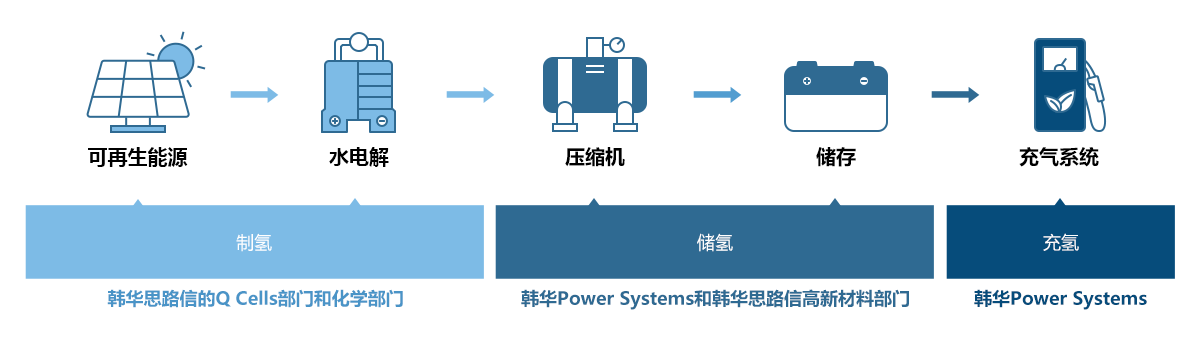 可再生能源
水电解
压缩机
储存
充气系统
制氢
储氢
充氢
韩华思路信的Q Cells部门和化学部门
韩华Power Systems和韩华思路信高新材料部门
韩华Power Systems